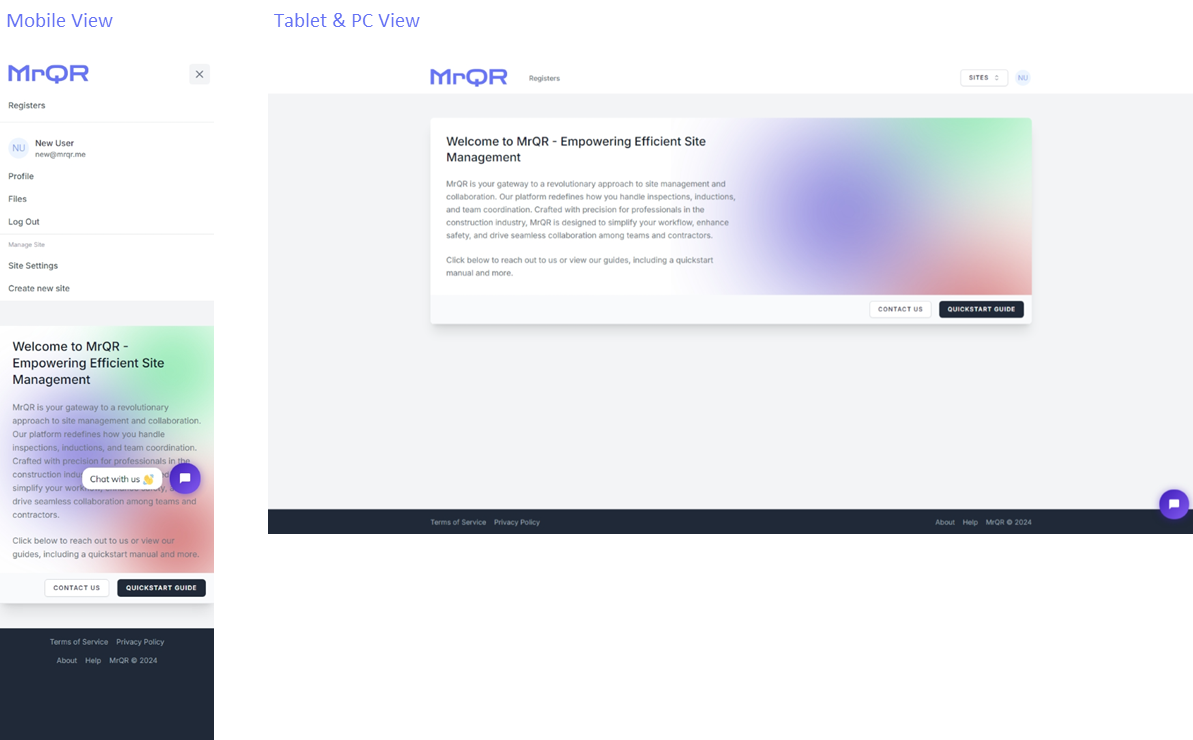 Mobile View
MrQR
Registers
NU
New User
new@mrqr.me
Profile
Files
Log Out
Manage Site
Site Settings
Create new site
Welcome to MrQR -
Empowering Efficient Site
Management
MrQR is your gateway to a revolutionary
approach to site management and collaboration.
Our platform redefines how you handle
inspections, inductions, and team coordination.
Crafted with precision for professionals in the
construction
Chat with us 👋
simplify your
drive seamless collaboration among teams and
contractors.
Click below to reach out to us or view our
guides, including a quickstart manual and more.
CONTACT US
QUICKSTART GUIDE
Terms of Service Privacy Policy
About Help MrQR © 2024
Tablet & PC View
MrQR
Registers
SITES
NU
Welcome to MrQR - Empowering Efficient Site
Management
MrQR is your gateway to a revolutionary approach to site management and
collaboration. Our platform redefines how you handle inspections, inductions,
and team coordination. Crafted with precision for professionals in the
construction industry, MrQR is designed to simplify your workflow, enhance
safety, and drive seamless collaboration among teams and contractors.
Click below to reach out to us or view our guides, including a quickstart
manual and more.
CONTACT US
QUICKSTART GUIDE
Terms of Service Privacy Policy
About Help MrQR © 2024